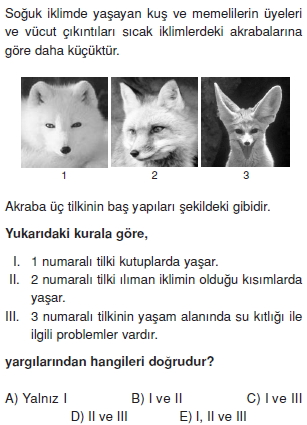 Soğuk iklimde yaşayan kuş ve memelilerin üyeleri
ve vücut çıkıntıları sıcak iklimlerdeki akrabalarına
göre daha küçüktür.
1 2 3
Akraba üç tilkinin baş yapıları şekildeki gibidir.
Yukarıdaki kurala göre,
I. 1 numaralı tilki kutuplarda yaşar.
II. 2 numaralı tilki ılıman iklimin olduğu kısımlarda
yaşar.
III. 3 numaralı tilkinin yaşam alanında su kıtlığı ile
ilgili problemler vardır.
yargılarından hangileri doğrudur?
A) Yalnız I B) I ve II C) I ve III
D) II ve III E) I, II ve III